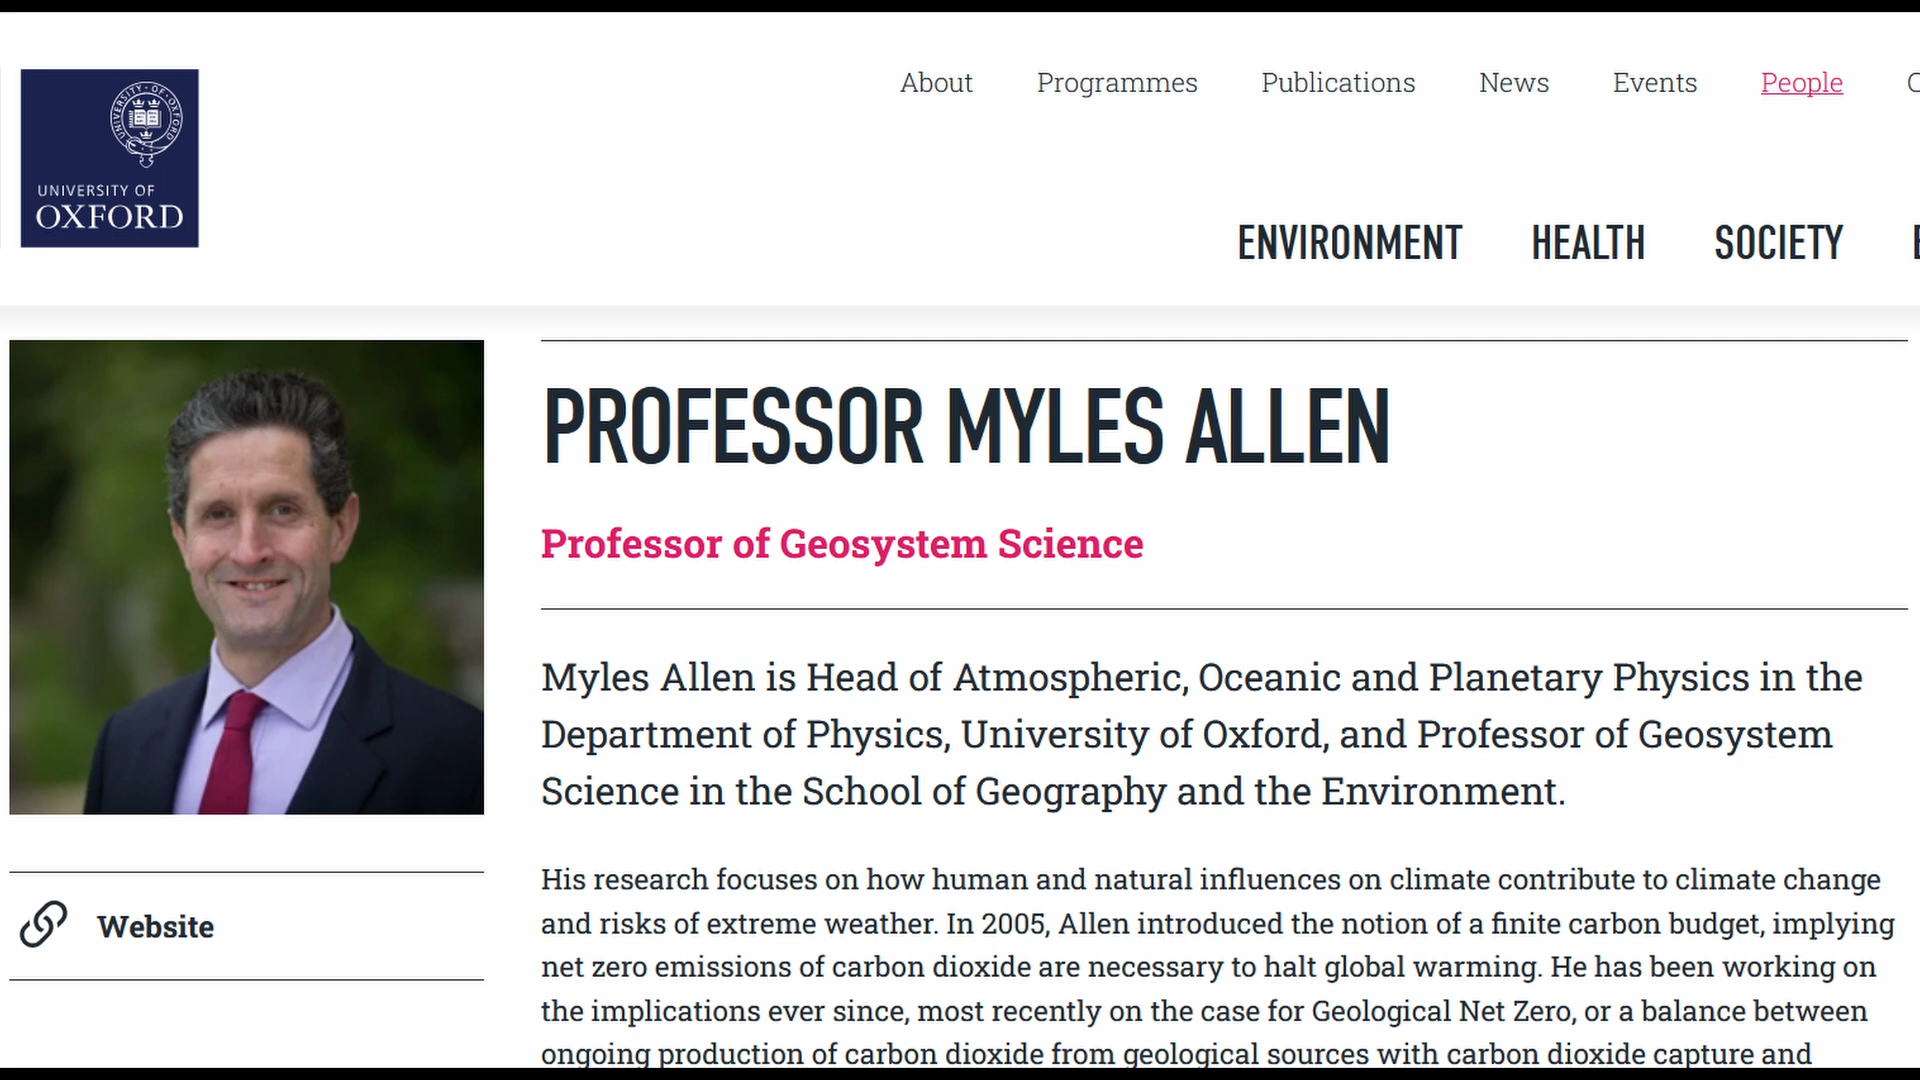 UNIVERSITY · OF · OXFORD
UNIVERSITY OF
OXFORD
About Programmes Publications News Events People
ENVIRONMENT HEALTH SOCIETY
PROFESSOR MYLES ALLEN
Professor of Geosystem Science
Myles Allen is Head of Atmospheric, Oceanic and Planetary Physics in the
Department of Physics, University of Oxford, and Professor of Geosystem
Science in the School of Geography and the Environment.
Website
His research focuses on how human and natural influences on climate contribute to climate change
and risks of extreme weather. In 2005, Allen introduced the notion of a finite carbon budget, implying
net zero emissions of carbon dioxide are necessary to halt global warming. He has been working on
the implications ever since, most recently on the case for Geological Net Zero, or a balance between
ongoing production of carbon dioxide from geological sources with carbon dioxide capture and